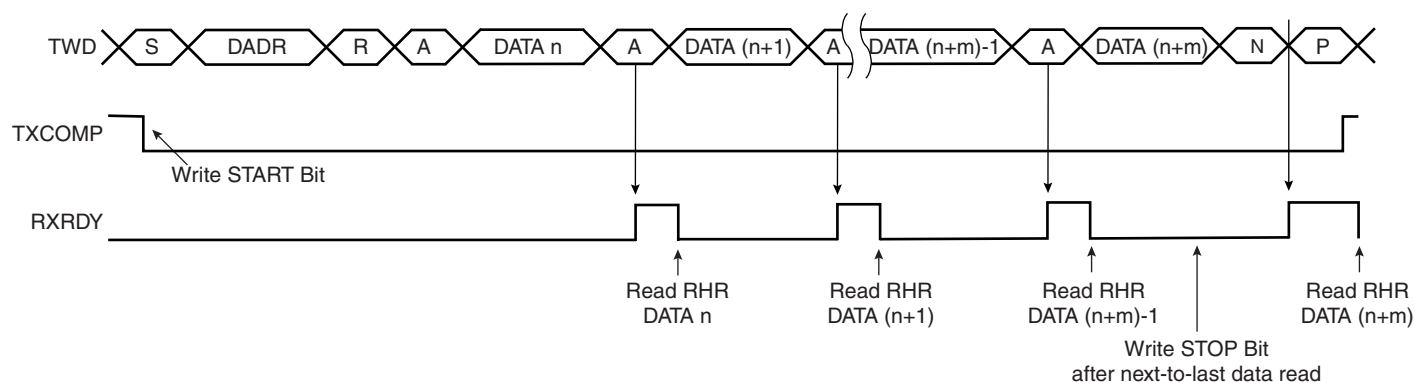 TWD S DADR R A DATA n A DATA (n+1) A DATA (n+m)-1 A DATA (n+m) N P
TXCOMP
Write START Bit
RXRDY
Read RHR Read RHR Read RHR Read RHR
DATA n DATA (n+1) DATA (n+m)-1 DATA (n+m)
Write STOP Bit
after next-to-last data read